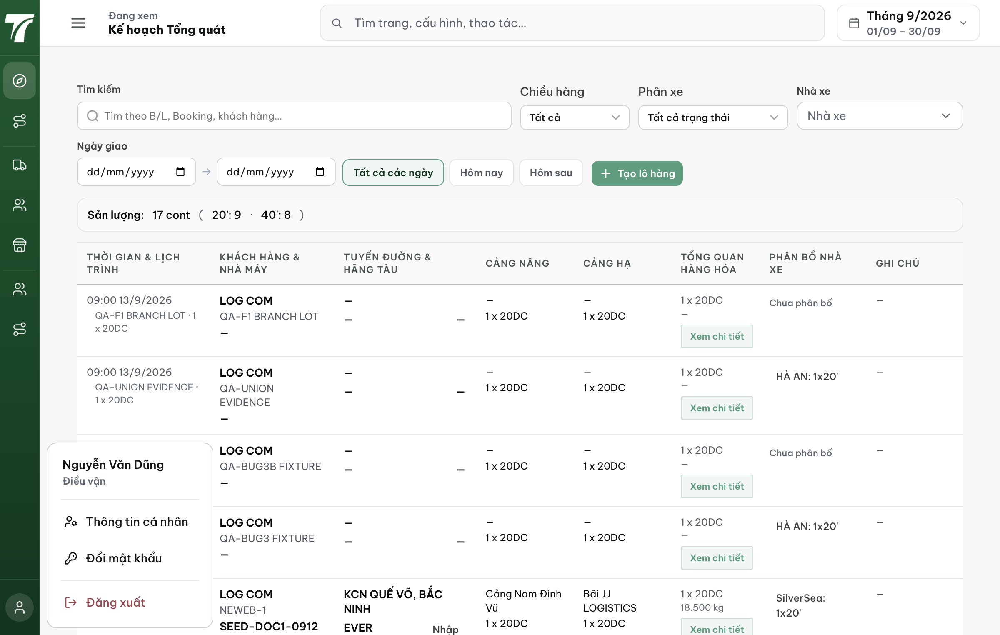 Đang xem
Kế hoạch Tổng quát
Tìm trang, cấu hình, thao tác...
Tháng 9/2026
01/09 – 30/09
Tìm kiếm
Chiều hàng
Phân xe
Nhà xe
Tìm theo B/L, Booking, khách hàng...
Tất cả
Tất cả trạng thái
Nhà xe
Ngày giao
dd/mm/yyyy
dd/mm/yyyy
Tất cả các ngày
Hôm nay
Hôm sau
Tạo lô hàng
Sản lượng: 17 cont ( 20': 9 · 40': 8 )
THỜI GIAN & LỊCH
TRÌNH
KHÁCH HÀNG &
NHÀ MÁY
TUYẾN ĐƯỜNG &
HÃNG TÀU
CẢNG NÂNG
CẢNG HẠ
TỔNG QUAN
HÀNG HÓA
PHÂN BỔ NHÀ
XE
GHI CHÚ
09:00 13/9/2026
QA-F1 BRANCH LOT · 1
x 20DC
LOG COM
QA-F1 BRANCH LOT
–
–
–
–
–
1 x 20DC
–
1 x 20DC
1 x 20DC
–
Xem chi tiết
Chưa phân bổ
–
09:00 13/9/2026
QA-UNION EVIDENCE ·
1 x 20DC
LOG COM
QA-UNION
EVIDENCE
–
–
–
–
–
1 x 20DC
–
1 x 20DC
1 x 20DC
–
Xem chi tiết
HÀ AN: 1x20'
–
LOG COM
QA-BUG3B FIXTURE
–
–
–
–
–
1 x 20DC
–
1 x 20DC
1 x 20DC
–
Xem chi tiết
Chưa phân bổ
–
LOG COM
QA-BUG3 FIXTURE
–
–
–
–
–
1 x 20DC
–
1 x 20DC
1 x 20DC
–
Xem chi tiết
HÀ AN: 1x20'
–
LOG COM
NEWEB-1
SEED-DOC1-0912
KCN QUẾ VÕ, BẮC
NINH
EVER
Nhập
Cảng Nam Đình
Vũ
1 x 20DC
Bãi JJ
LOGISTICS
1 x 20DC
1 x 20DC
18.500 kg
Xem chi tiết
SilverSea:
1x20'
–
Nguyễn Văn Dũng
Điều vận
Thông tin cá nhân
Đổi mật khẩu
Đăng xuất